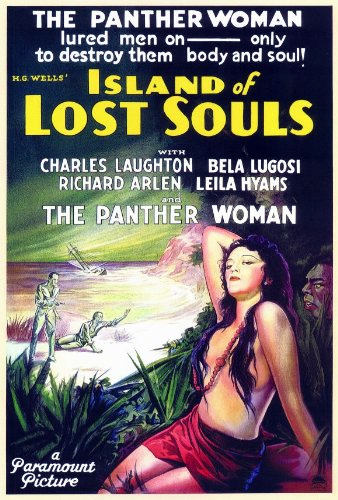 THE PANTHER WOMAN
lured men on — only
to destroy them body and soul!
H.G. WELLS'
ISLAND of
LOST SOULS
WITH
CHARLES LAUGHTON BELA LUGOSI
RICHARD ARLEN LEILA HYAMS
and
THE PANTHER WOMAN
a
Paramount
Picture